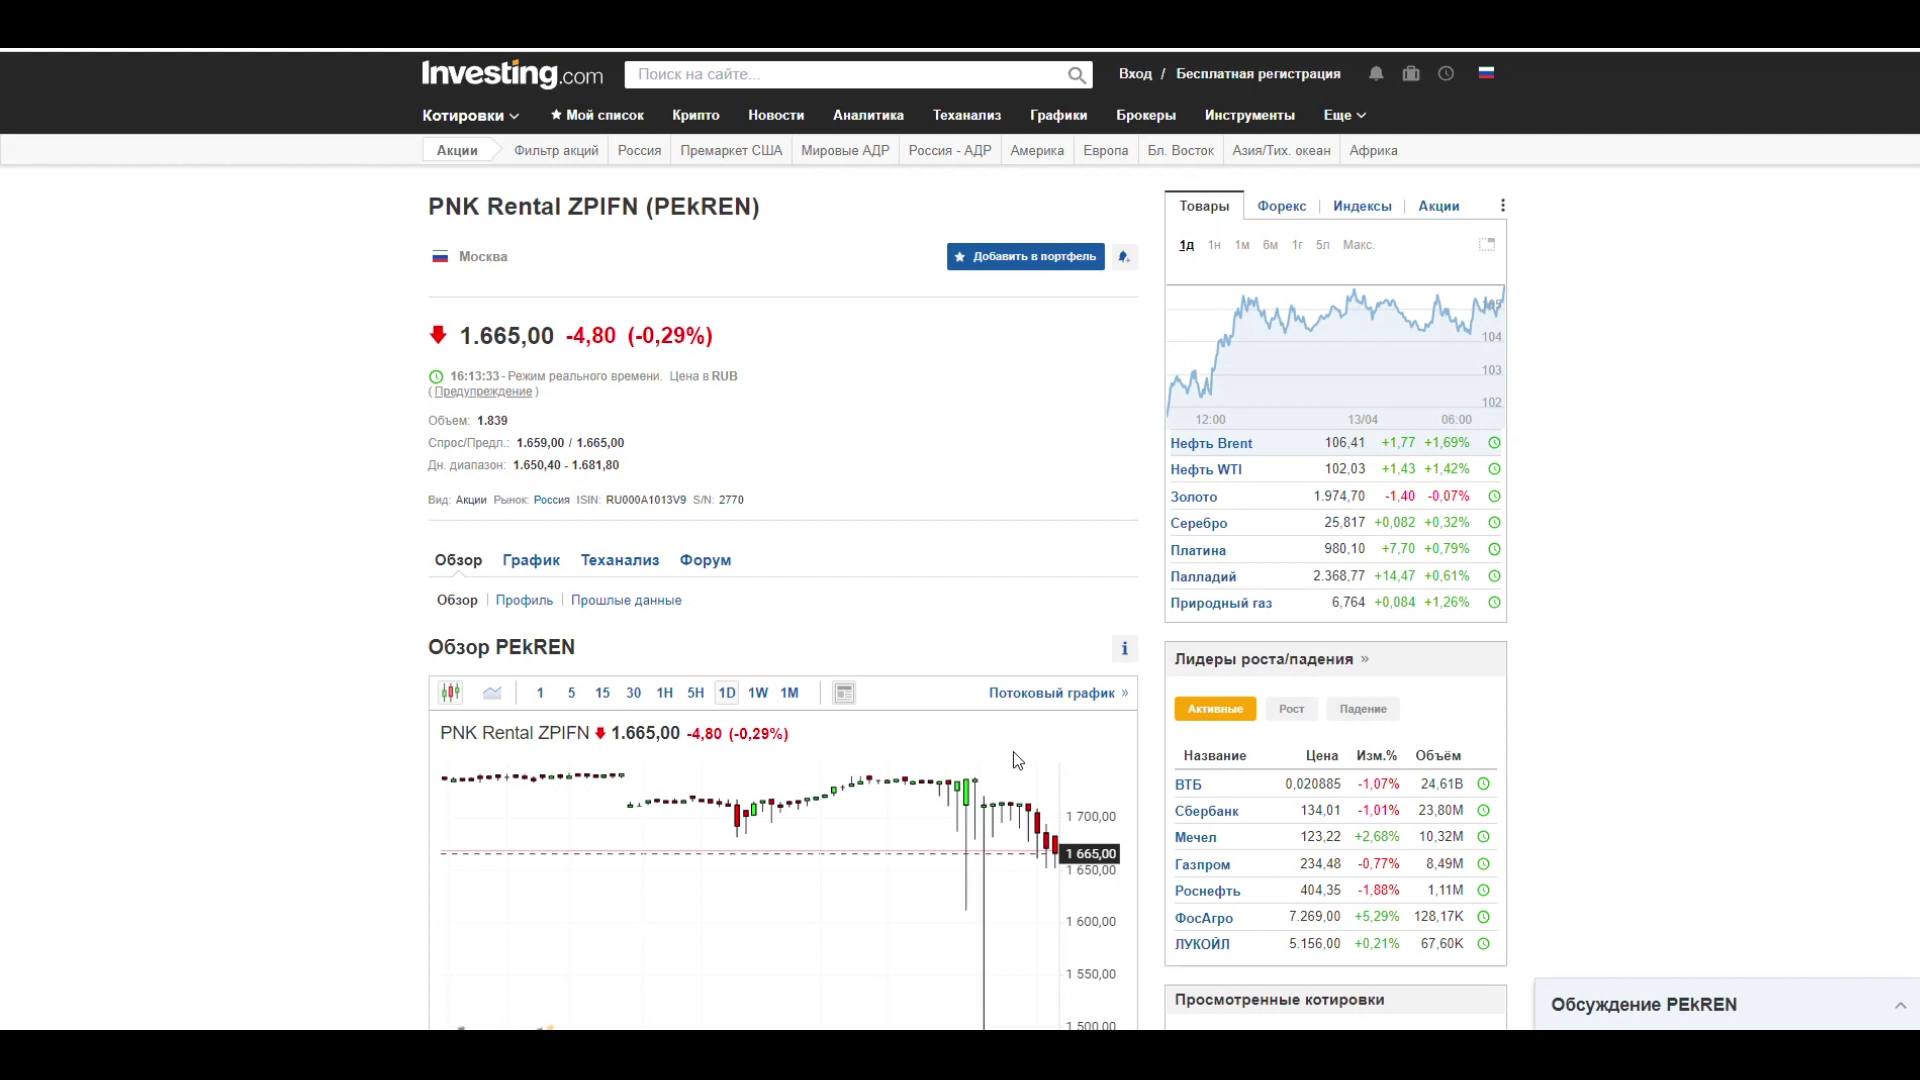 Investing.com
Поиск на сайте...
Вход / Бесплатная регистрация
Котировки
Мой список
Крипто
Новости
Аналитика
Теханализ
Графики
Брокеры
Инструменты
Еще
Акции
Фильтр акций
Россия
Премаркет США
Мировые АДР
Россия - АДР
Америка
Европа
Бл. Восток
Азия/Тих. океан
Африка
PNK Rental ZPIFN (PEkREN)
Москва
Добавить в портфель
1.665,00 -4,80 (-0,29%)
16:13:33 - Режим реального времени. Цена в RUB
( Предупреждение )
Объем: 1.839
Спрос/Предл.: 1.659,00 / 1.665,00
Дн. диапазон: 1.650,40 - 1.681,80
Вид: Акции Рынок: Россия ISIN: RU000A1013V9 S/N: 2770
Обзор График Теханализ Форум
Обзор Профиль Прошлые данные
Обзор PEkREN
i
1 5 15 30 1H 5H 1D 1W 1M
Потоковый график »
PNK Rental ZPIFN 1.665,00 -4,80 (-0,29%)
1 700,00
1 665,00
1 650,00
1 600,00
1 550,00
1 500,00
Товары Форекс Индексы Акции
1д 1н 1м 6м 1г 5л Макс.
105
104
103
102
12:00 13/04 06:00
Нефть Brent 106,41 +1,77 +1,69%
Нефть WTI 102,03 +1,43 +1,42%
Золото 1.974,70 -1,40 -0,07%
Серебро 25,817 +0,082 +0,32%
Платина 980,10 +7,70 +0,79%
Палладий 2.368,77 +14,47 +0,61%
Природный газ 6,764 +0,084 +1,26%
Лидеры роста/падения »
Активные Рост Падение
Название Цена Изм.% Объём
ВТБ 0,020885 -1,07% 24,61B
Сбербанк 134,01 -1,01% 23,80M
Мечел 123,22 +2,68% 10,32M
Газпром 234,48 -0,77% 8,49M
Роснефть 404,35 -1,88% 1,11M
ФосАгро 7.269,00 +5,29% 128,17K
ЛУКОЙЛ 5.156,00 +0,21% 67,60K
Просмотренные котировки
Обсуждение PEkREN